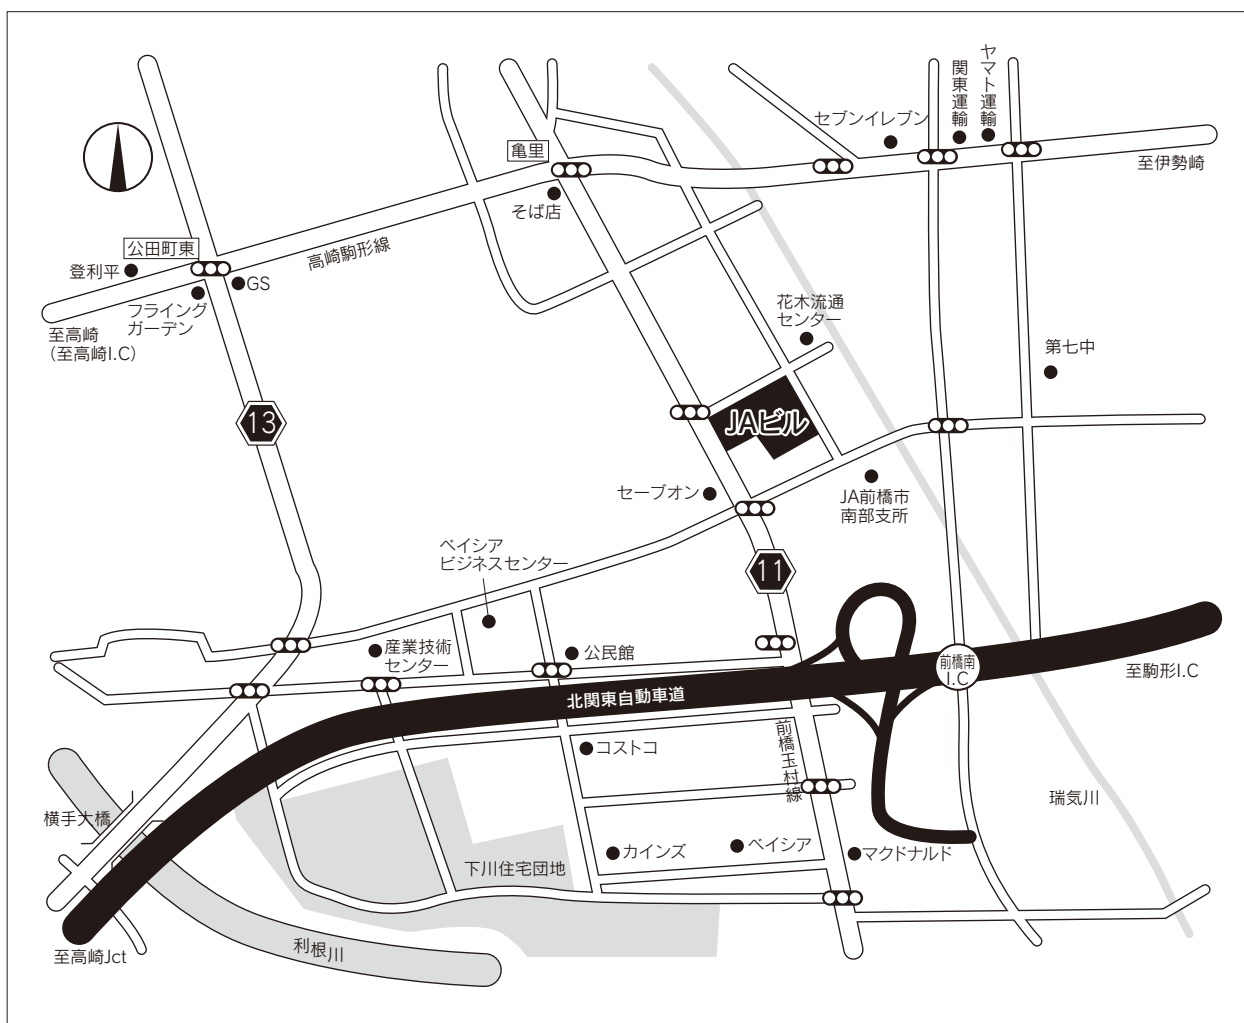 関東運輸
ヤマト運輸
セブンイレブン
至伊勢崎
亀里
そば店
公田町東
登利平
GS
高崎駒形線
フライング
ガーデン
至高崎
(至高崎I.C)
花木流通
センター
第七中
13
JAビル
セーブオン
JA前橋市
南部支所
ベイシア
ビジネスセンター
11
産業技術
センター
公民館
前橋南
I.C
至駒形I.C
北関東自動車道
前橋玉村線
コストコ
瑞気川
横手大橋
カインズ
ベイシア
マクドナルド
下川住宅団地
利根川
至高崎Jct